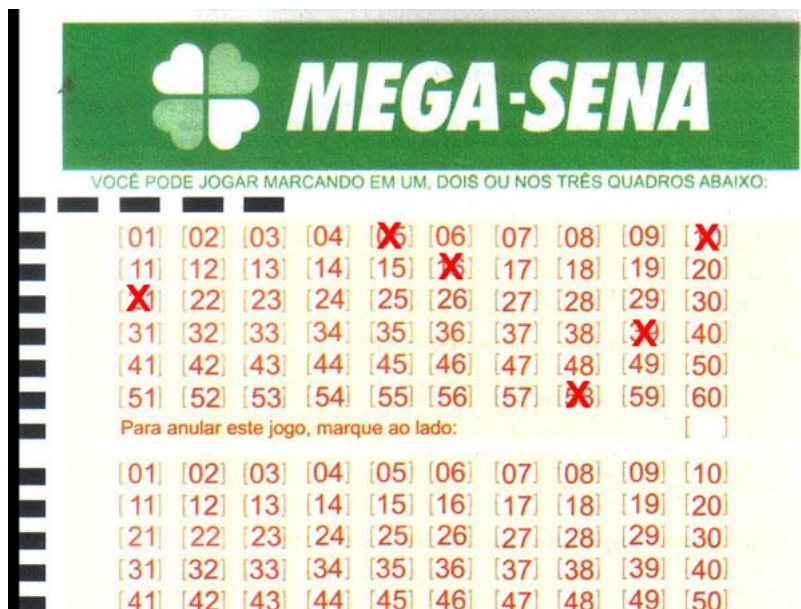 MEGA-SENA
VOCÊ PODE JOGAR MARCANDO EM UM, DOIS OU NOS TRÊS QUADROS ABAIXO:
[01] [02] [03] [04] X [06] [07] [08] [09] X
[11] [12] [13] [14] [15] X [17] [18] [19] [20]
X [22] [23] [24] [25] [26] [27] [28] [29] [30]
[31] [32] [33] [34] [35] [36] [37] [38] X [40]
[41] [42] [43] [44] [45] [46] [47] [48] [49] [50]
[51] [52] [53] [54] [55] [56] [57] X [59] [60]
Para anular este jogo, marque ao lado: [ ]
[01] [02] [03] [04] [05] [06] [07] [08] [09] [10]
[11] [12] [13] [14] [15] [16] [17] [18] [19] [20]
[21] [22] [23] [24] [25] [26] [27] [28] [29] [30]
[31] [32] [33] [34] [35] [36] [37] [38] [39] [40]
[41] [42] [43] [44] [45] [46] [47] [48] [49] [50]